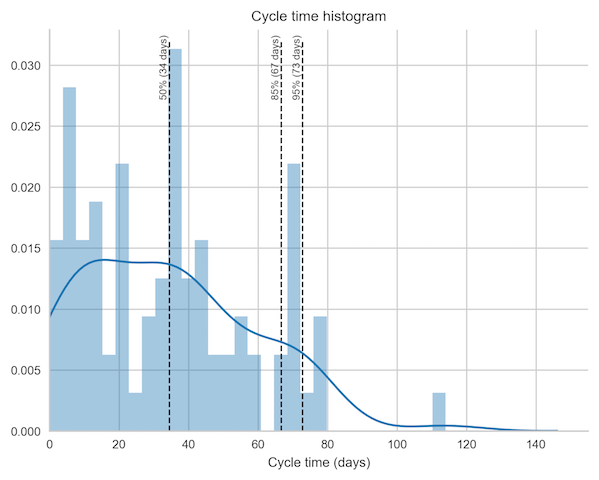 Cycle time histogram
50% (34 days)
85% (67 days)
95% (73 days)
0.030
0.025
0.020
0.015
0.010
0.005
0.000
0 20 40 60 80 100 120 140
Cycle time (days)